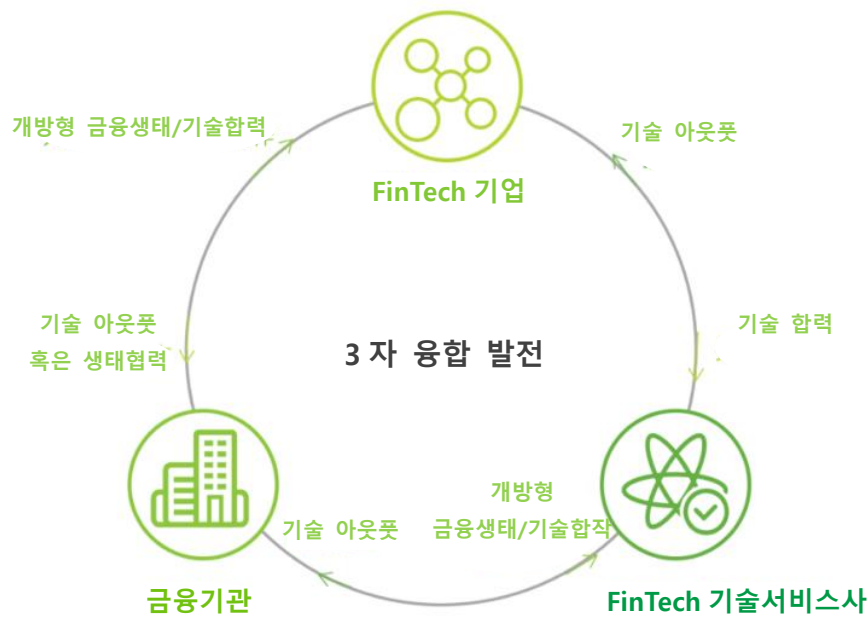 개방형 금융생태/기술합력
기술 아웃풋
FinTech 기업
기술 아웃풋
혹은 생태협력
3 자 융합 발전
기술 합력
개방형
금융생태/기술합작
기술 아웃풋
금융기관
FinTech 기술서비스사